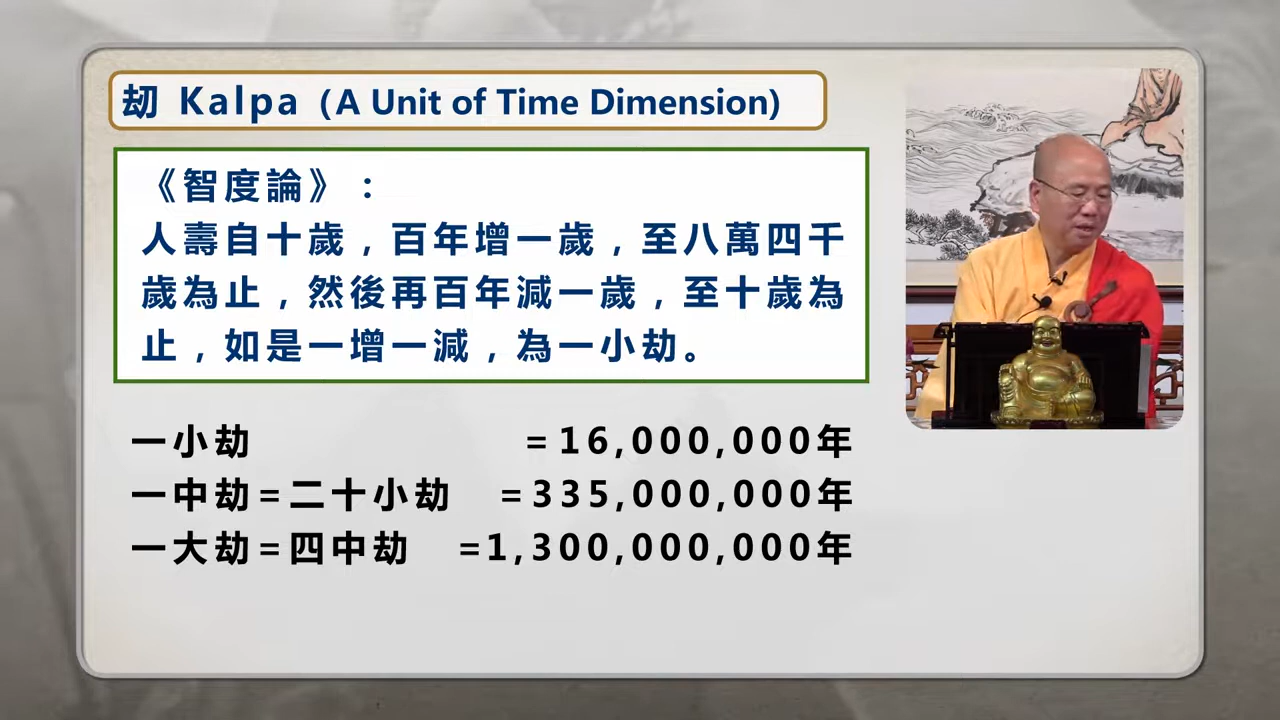 劫 Kalpa (A Unit of Time Dimension)
《智度論》：
人壽自十歲，百年增一歲，至八萬四千
歲為止，然後再百年減一歲，至十歲為
止，如是一增一減，為一小劫。
一小劫 =16,000,000年
一中劫=二十小劫 =335,000,000年
一大劫=四中劫 =1,300,000,000年